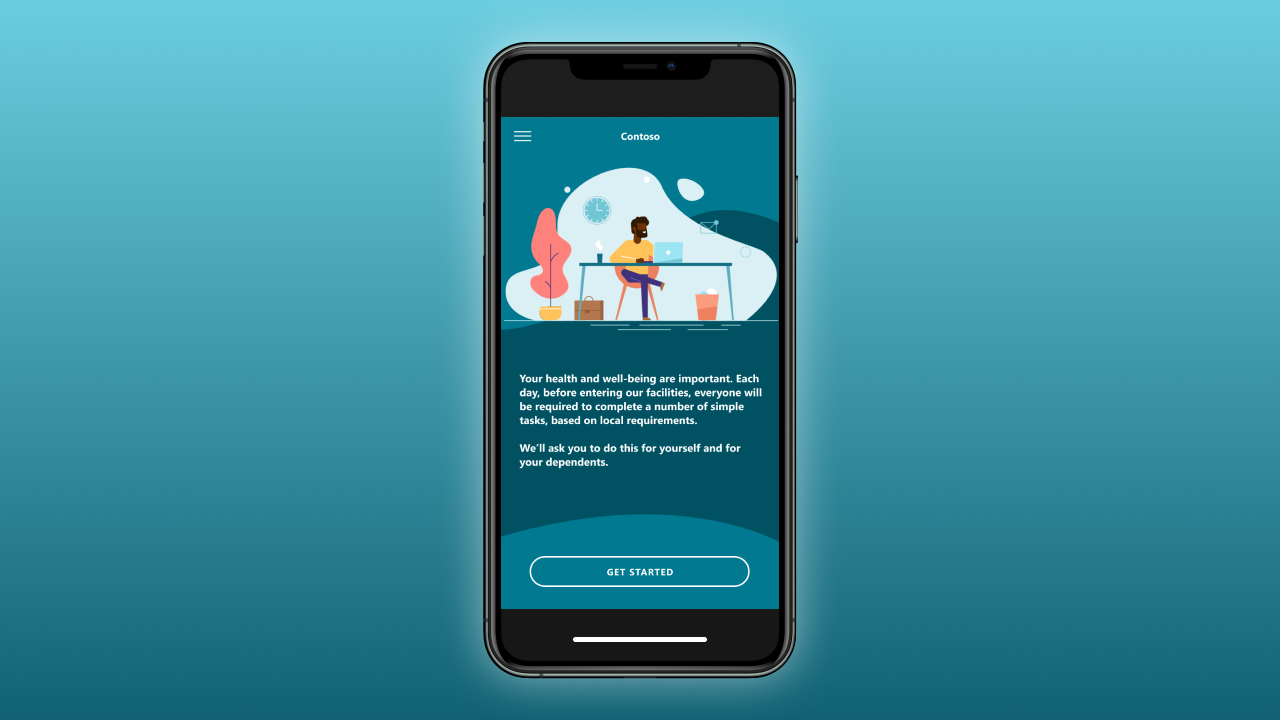 Contoso
Your health and well-being are important. Each
day, before entering our facilities, everyone will
be required to complete a number of simple
tasks, based on local requirements.
We'll ask you to do this for yourself and for
your dependents.
GET STARTED